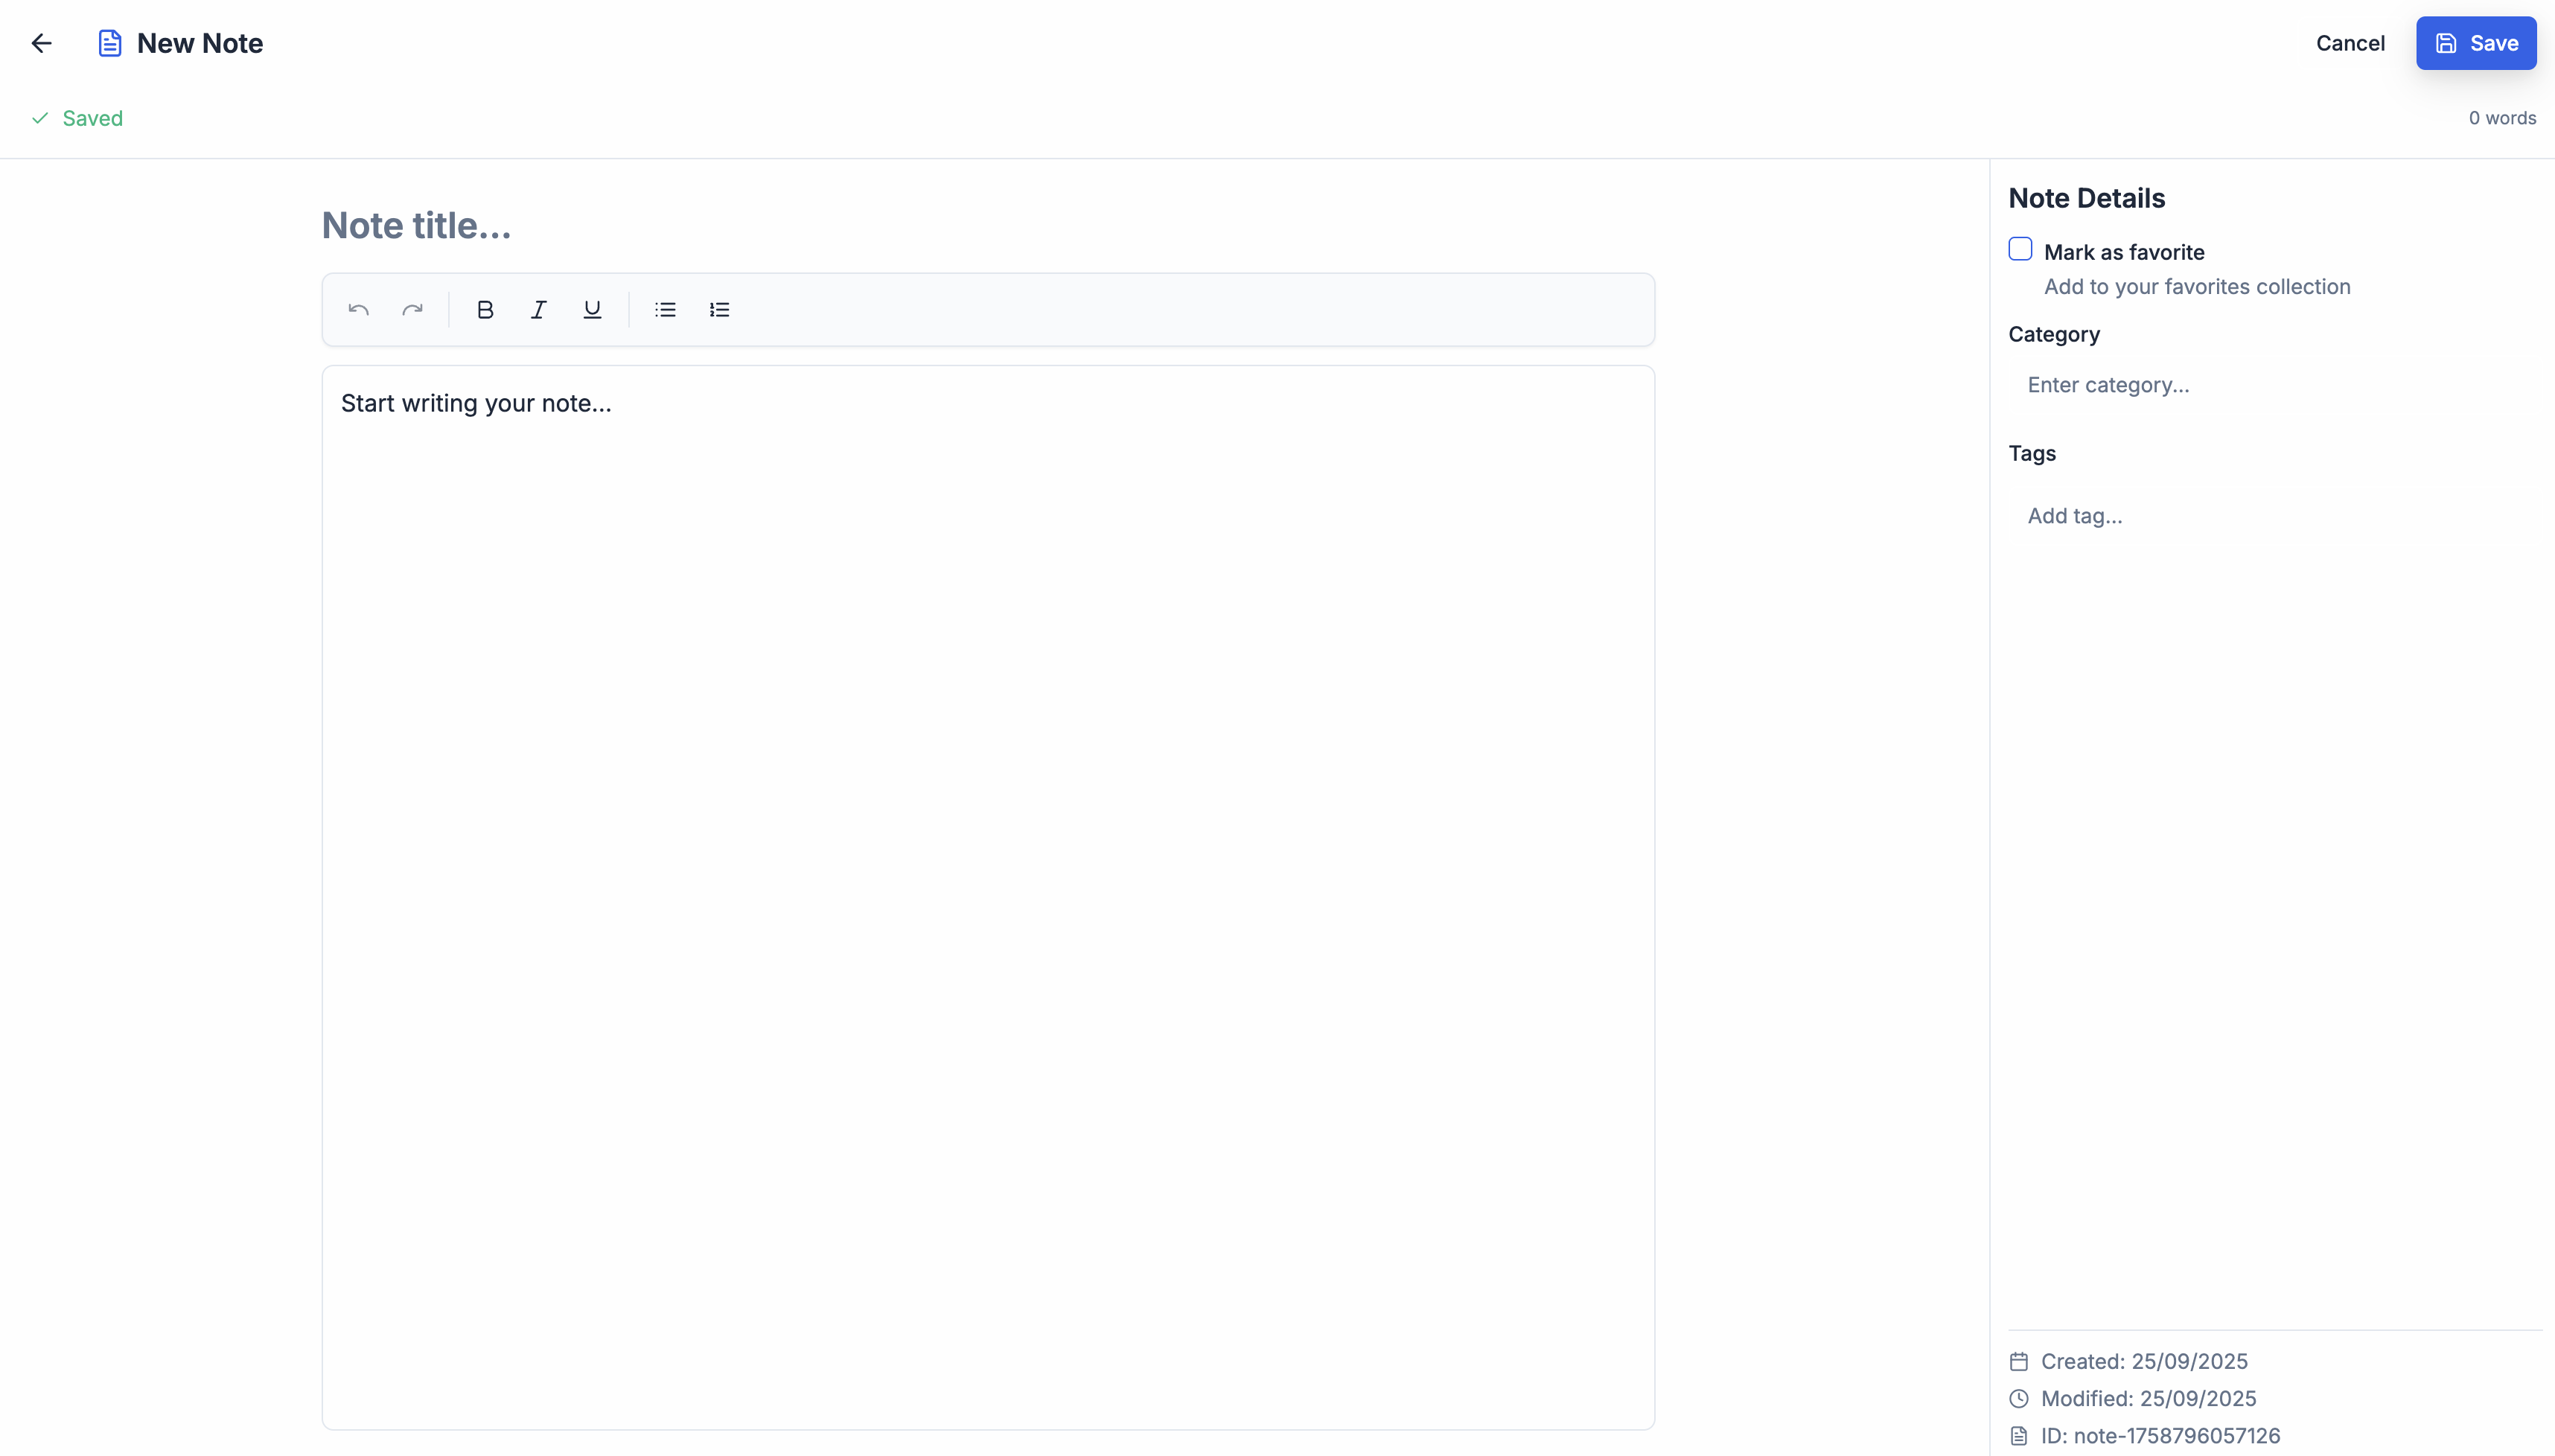 New Note
Cancel
Save
Saved
0 words
Note title...
Start writing your note...
Note Details
Mark as favorite
Add to your favorites collection
Category
Enter category...
Tags
Add tag...
Created: 25/09/2025
Modified: 25/09/2025
ID: note-1758796057126